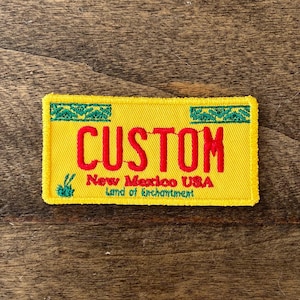 CUSTOM
New Mexico USA
Land of Enchantment